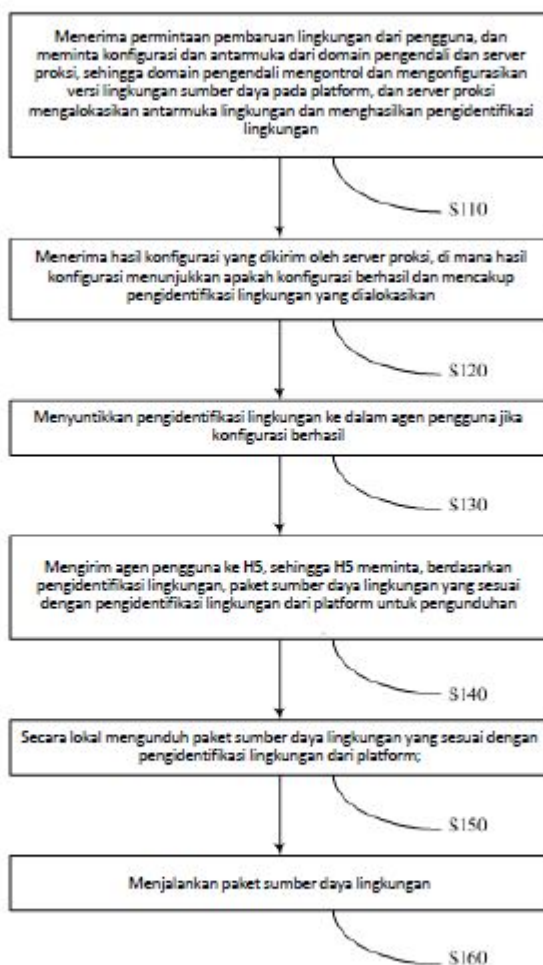 Menerima permintaan pembaruan lingkungan dari pengguna, dan
meminta konfigurasi dan antarmuka dari domain pengendali dan server
proksi, sehingga domain pengendali mengontrol dan mengonfigurasikan
versi lingkungan sumber daya pada platform, dan server proksi
mengalokasikan antarmuka lingkungan dan menghasilkan pengidentifikasi
lingkungan
S110
Menerima hasil konfigurasi yang dikirim oleh server proksi, di mana hasil
konfigurasi menunjukkan apakah konfigurasi berhasil dan mencakup
pengidentifikasi lingkungan yang dialokasikan
S120
Menyuntikkan pengidentifikasi lingkungan ke dalam agen pengguna jika
konfigurasi berhasil
S130
Mengirim agen pengguna ke H5, sehingga H5 meminta, berdasarkan
pengidentifikasi lingkungan, paket sumber daya lingkungan yang sesuai
dengan pengidentifikasi lingkungan dari platform untuk pengunduhan
S140
Secara lokal mengunduh paket sumber daya lingkungan yang sesuai dengan
pengidentifikasi lingkungan dari platform;
S150
Menjalankan paket sumber daya lingkungan
S160